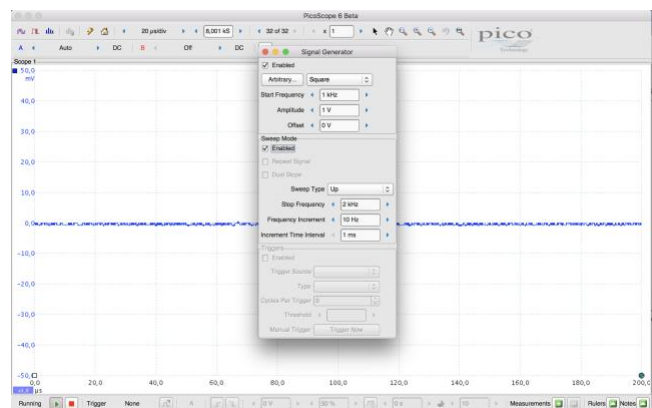 PicoScope 6 Beta
20 µs/div
8,001 kS
32 of 32
x 1
pico
Technology
A
Auto
DC
B
Off
DC
Scope 1
Signal Generator
Enabled
Arbitrary...
Square
Start Frequency
1 kHz
Amplitude
1 V
Offset
0 V
Sweep Mode
Enabled
Repeat Signal
Dual Slope
Sweep Type
Up
Stop Frequency
2 kHz
Frequency Increment
10 Hz
Increment Time Interval
1 ms
Triggers
Enabled
Trigger Source
Type
Cycles Per Trigger
0
Threshold
Manual Trigger
Trigger Now
50,0
mV
40,0
30,0
20,0
10,0
0,0
-10,0
-20,0
-30,0
-40,0
-50,0
0,0
20,0
40,0
60,0
80,0
100,0
120,0
140,0
160,0
180,0
200,0
x1,0
µs
Running
Trigger
None
A
0 V
50 %
0 s
10
Measurements
Rulers
Notes